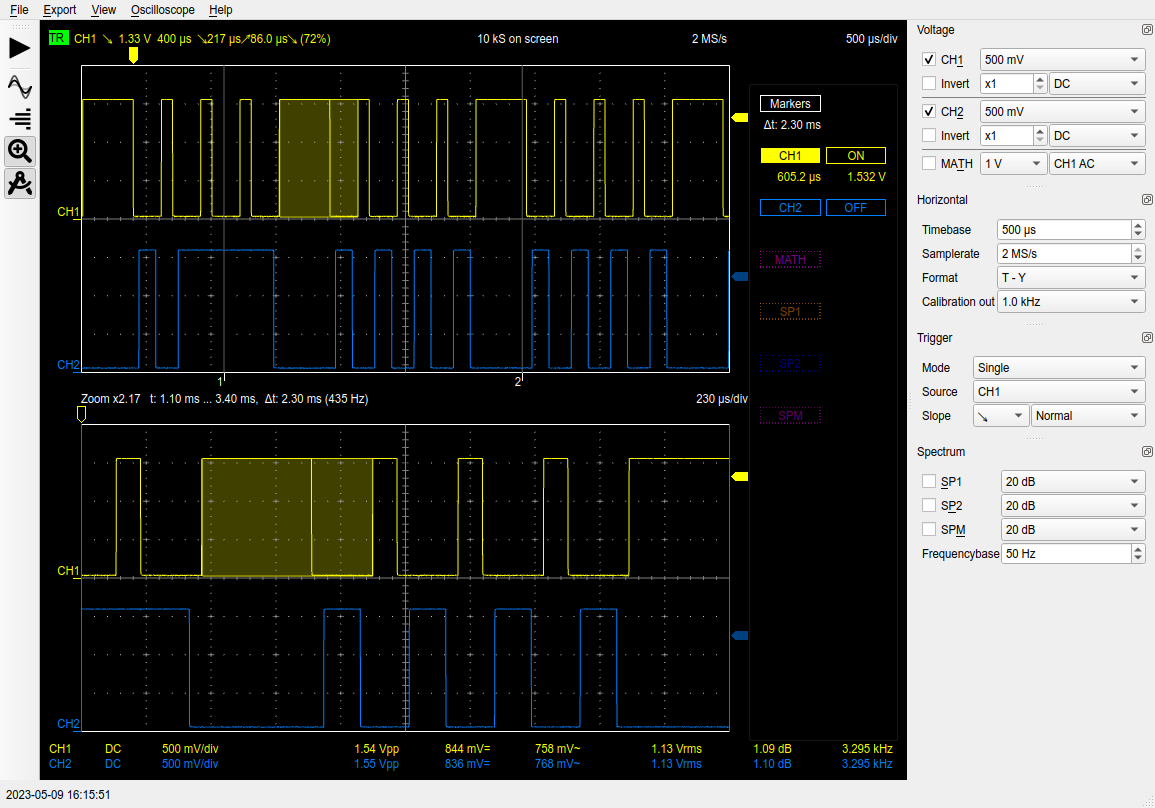 File Export View Oscilloscope Help
TR CH1 ↘ 1.33 V 400 µs ↘217 µs↗86.0 µs↘ (72%) 10 kS on screen 2 MS/s 500 µs/div
CH1
CH2
1 2
Markers
Δt: 2.30 ms
CH1 ON
605.2 µs 1.532 V
CH2 OFF
MATH
SP1
SP2
SPM
Zoom x2.17 t: 1.10 ms ... 3.40 ms, Δt: 2.30 ms (435 Hz) 230 µs/div
CH1
CH2
CH1 DC 500 mV/div 1.54 Vpp 844 mV= 758 mV~ 1.13 Vrms 1.09 dB 3.295 kHz
CH2 DC 500 mV/div 1.55 Vpp 836 mV= 768 mV~ 1.13 Vrms 1.10 dB 3.295 kHz
Voltage
CH1 500 mV
Invert x1 DC
CH2 500 mV
Invert x1 DC
MATH 1 V CH1 AC
Horizontal
Timebase 500 µs
Samplerate 2 MS/s
Format T - Y
Calibration out 1.0 kHz
Trigger
Mode Single
Source CH1
Slope ↘ Normal
Spectrum
SP1 20 dB
SP2 20 dB
SPM 20 dB
Frequencybase 50 Hz
2023-05-09 16:15:51